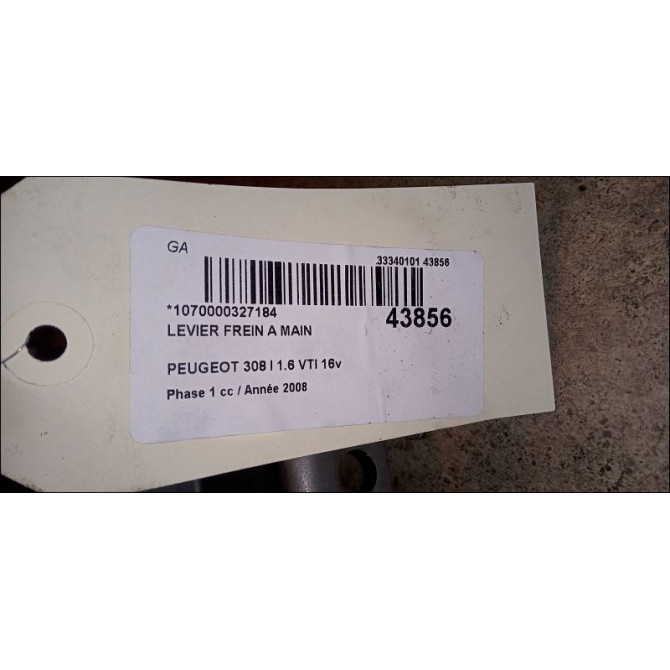 GA
33340101 43856
*1070000327184
43856
LEVIER FREIN A MAIN
PEUGEOT 308 I 1.6 VTI 16v
Phase 1 cc / Année 2008